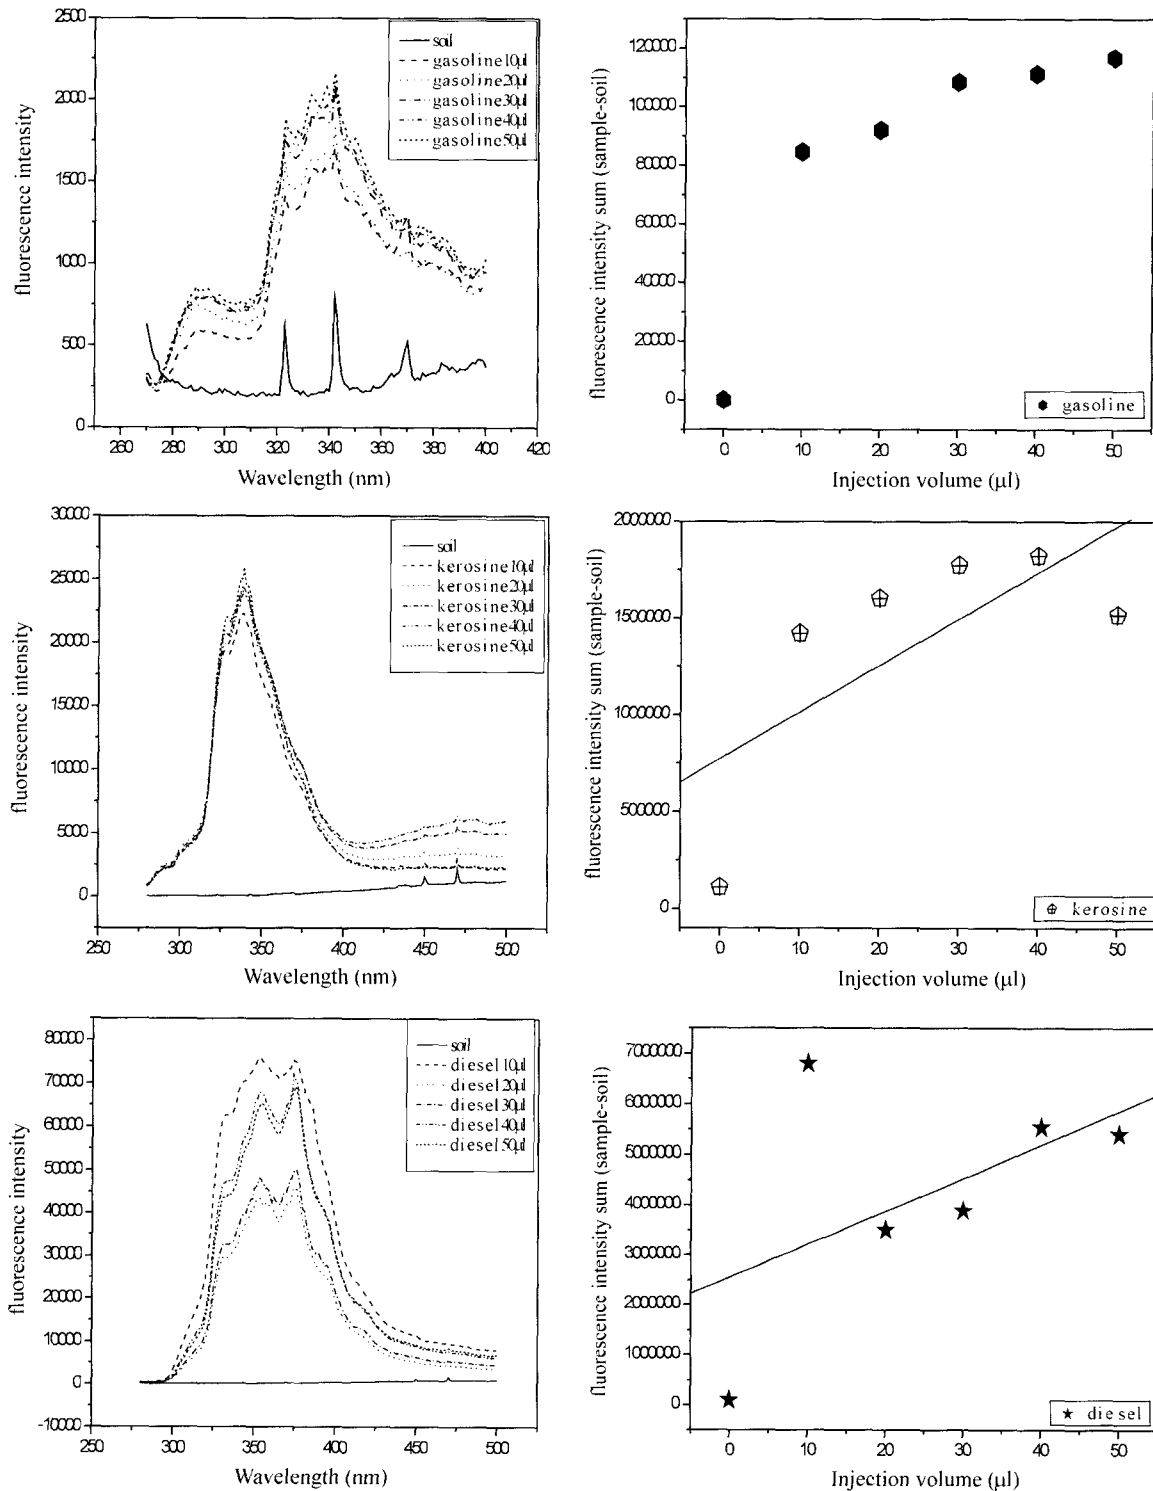 2500
2000
1500
1000
500
0
260
280
300
320
340
360
380
400
420
fluorescence intensity
Wavelength (nm)
soil
gasoline10μl
gasoline20μl
gasoline30μl
gasoline40μl
gasoline50μl
120000
100000
80000
60000
40000
20000
0
0
10
20
30
40
50
fluorescence intensity sum (sample-soil)
Injection volume (μl)
gasoline
30000
25000
20000
15000
10000
5000
0
250
300
350
400
450
500
fluorescence intensity
Wavelength (nm)
soil
kerosine10μl
kerosine20μl
kerosine30μl
kerosine40μl
kerosine50μl
2000000
1500000
1000000
500000
0
0
10
20
30
40
50
fluorescence intensity sum (sample-soil)
Injection volume (μl)
kerosine
80000
70000
60000
50000
40000
30000
20000
10000
0
-10000
250
300
350
400
450
500
fluorescence intensity
Wavelength (nm)
soil
diesel10μl
diesel20μl
diesel30μl
diesel40μl
diesel50μl
7000000
6000000
5000000
4000000
3000000
2000000
1000000
0
0
10
20
30
40
50
fluorescence intensity sum (sample-soil)
Injection volume (μl)
diesel